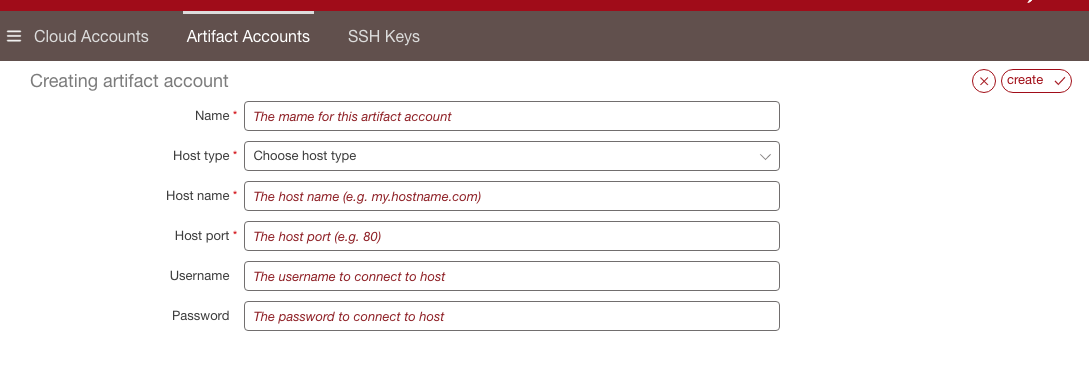 Cloud Accounts Artifact Accounts SSH Keys
Creating artifact account create
Name * The mame for this artifact account
Host type * Choose host type
Host name * The host name (e.g. my.hostname.com)
Host port * The host port (e.g. 80)
Username The username to connect to host
Password The password to connect to host